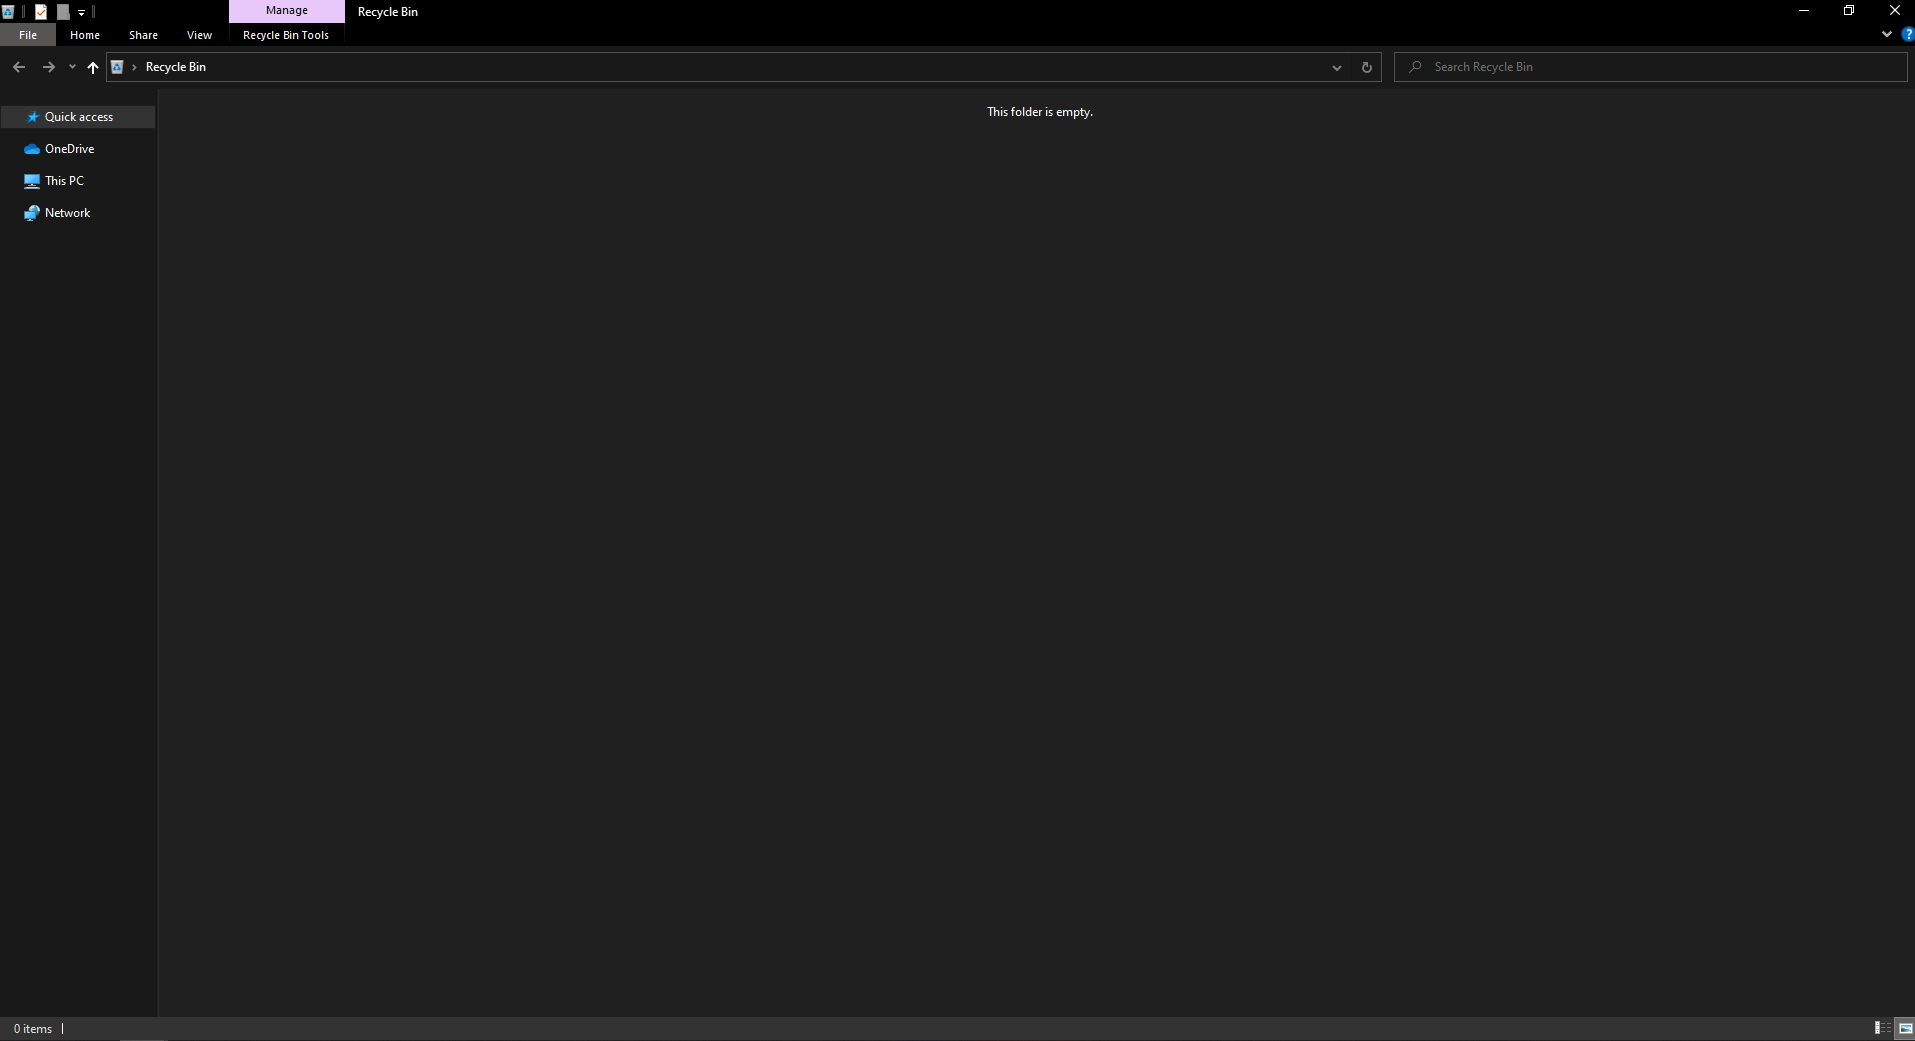 Manage
Recycle Bin
File Home Share View Recycle Bin Tools
?
Recycle Bin
Search Recycle Bin
Quick access
OneDrive
This PC
Network
This folder is empty.
0 items